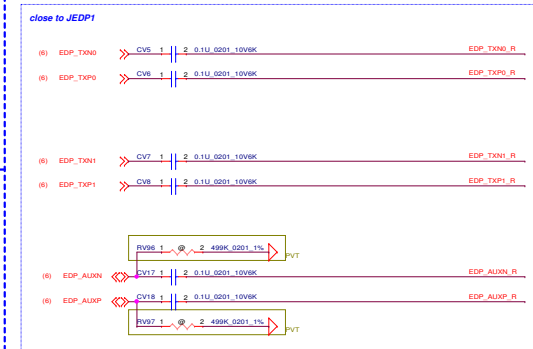 close to JEDP1
(6) EDP_TXN0 CV5 1 2 0.1U_0201_10V6K EDP_TXN0_R
(6) EDP_TXP0 CV6 1 2 0.1U_0201_10V6K EDP_TXP0_R
(6) EDP_TXN1 CV7 1 2 0.1U_0201_10V6K EDP_TXN1_R
(6) EDP_TXP1 CV8 1 2 0.1U_0201_10V6K EDP_TXP1_R
RV96 1 @ 2 499K_0201_1%
PVT
(6) EDP_AUXN CV17 1 2 0.1U_0201_10V6K EDP_AUXN_R
(6) EDP_AUXP CV18 1 2 0.1U_0201_10V6K EDP_AUXP_R
RV97 1 @ 2 499K_0201_1%
PVT